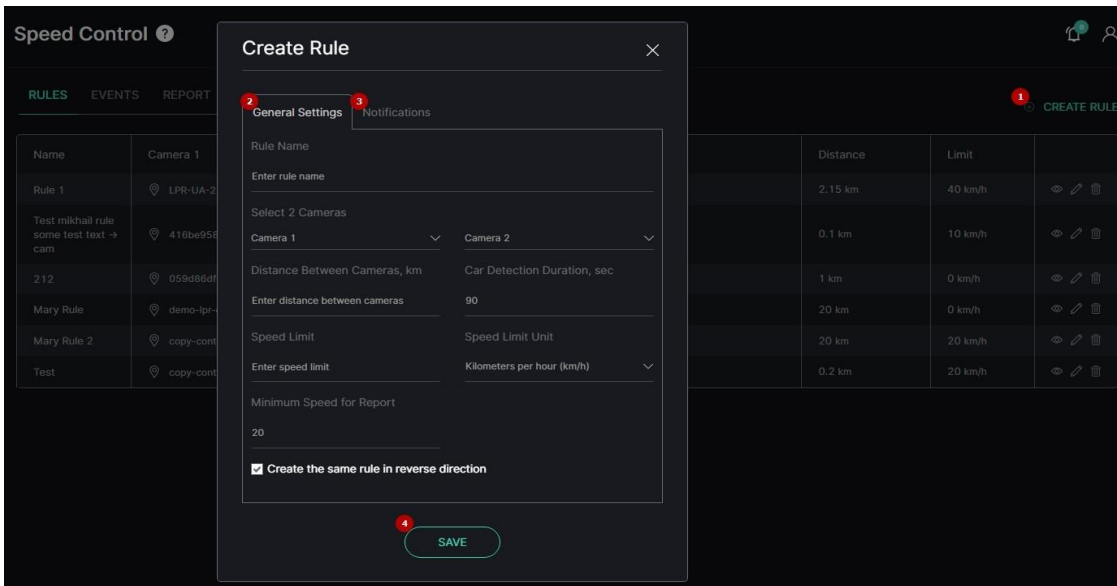 Speed Control ?
0
RULES EVENTS REPORT
1
CREATE RULE
Name Camera 1 Distance Limit
Rule 1 LPR-UA-2 2.15 km 40 km/h
Test mikhail rule
some test text →
cam
416be958 0.1 km 10 km/h
212 059d86df 1 km 0 km/h
Mary Rule demo-lpr- 20 km 0 km/h
Mary Rule 2 copy-cont 20 km 20 km/h
Test copy-cont 0.2 km 20 km/h
Create Rule
2 3
General Settings Notifications
Rule Name
Enter rule name
Select 2 Cameras
Camera 1 Camera 2
Distance Between Cameras, km Car Detection Duration, sec
Enter distance between cameras 90
Speed Limit Speed Limit Unit
Enter speed limit Kilometers per hour (km/h)
Minimum Speed for Report
20
Create the same rule in reverse direction
4
SAVE